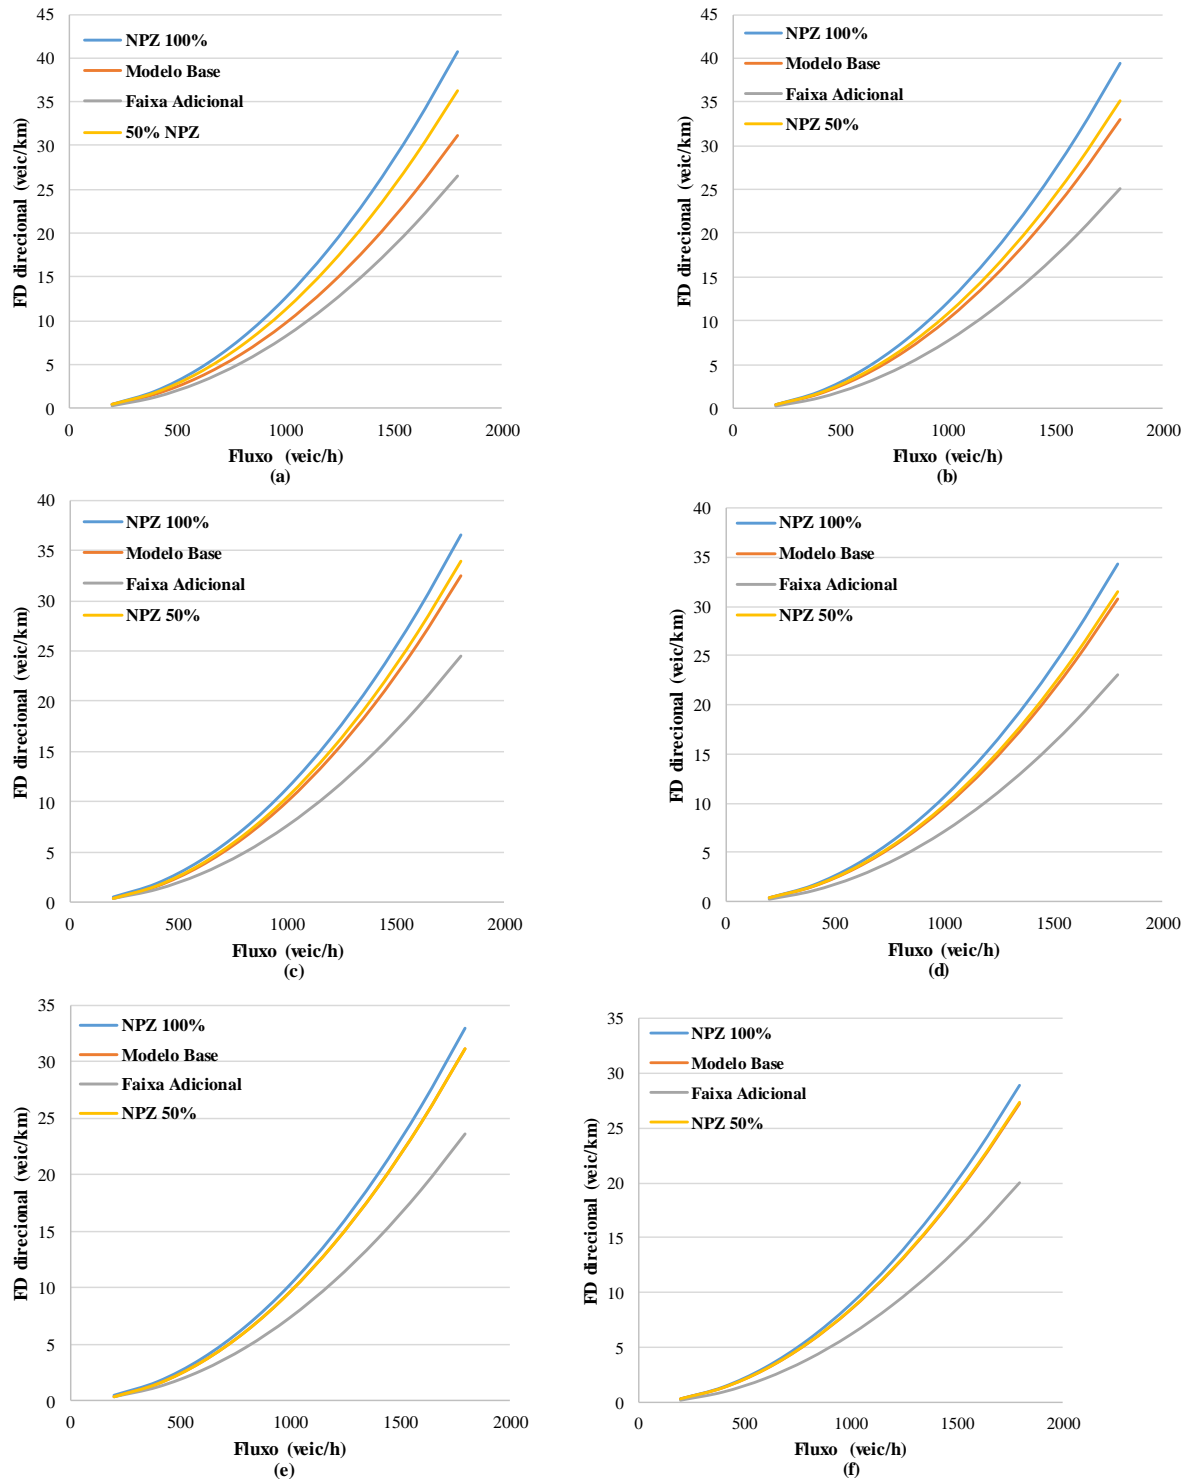 45
40
35
30
25
20
15
10
5
0
FD direcional (veic/km)
NPZ 100%
Modelo Base
Faixa Adicional
50% NPZ
0 500 1000 1500 2000
Fluxo (veic/h)
(a)
45
40
35
30
25
20
15
10
5
0
FD direcional (veic/km)
NPZ 100%
Modelo Base
Faixa Adicional
NPZ 50%
0 500 1000 1500 2000
Fluxo (veic/h)
(b)
40
35
30
25
20
15
10
5
0
FD direcional (veic/km)
NPZ 100%
Modelo Base
Faixa Adicional
NPZ 50%
0 500 1000 1500 2000
Fluxo (veic/h)
(c)
40
35
30
25
20
15
10
5
0
FD direcional (veic/km)
NPZ 100%
Modelo Base
Faixa Adicional
NPZ 50%
0 500 1000 1500 2000
Fluxo (veic/h)
(d)
35
30
25
20
15
10
5
0
FD direcional (veic/km)
NPZ 100%
Modelo Base
Faixa Adicional
NPZ 50%
0 500 1000 1500 2000
Fluxo (veic/h)
(e)
35
30
25
20
15
10
5
0
FD direcional (veic/km)
NPZ 100%
Modelo Base
Faixa Adicional
NPZ 50%
0 500 1000 1500 2000
Fluxo (veic/h)
(f)